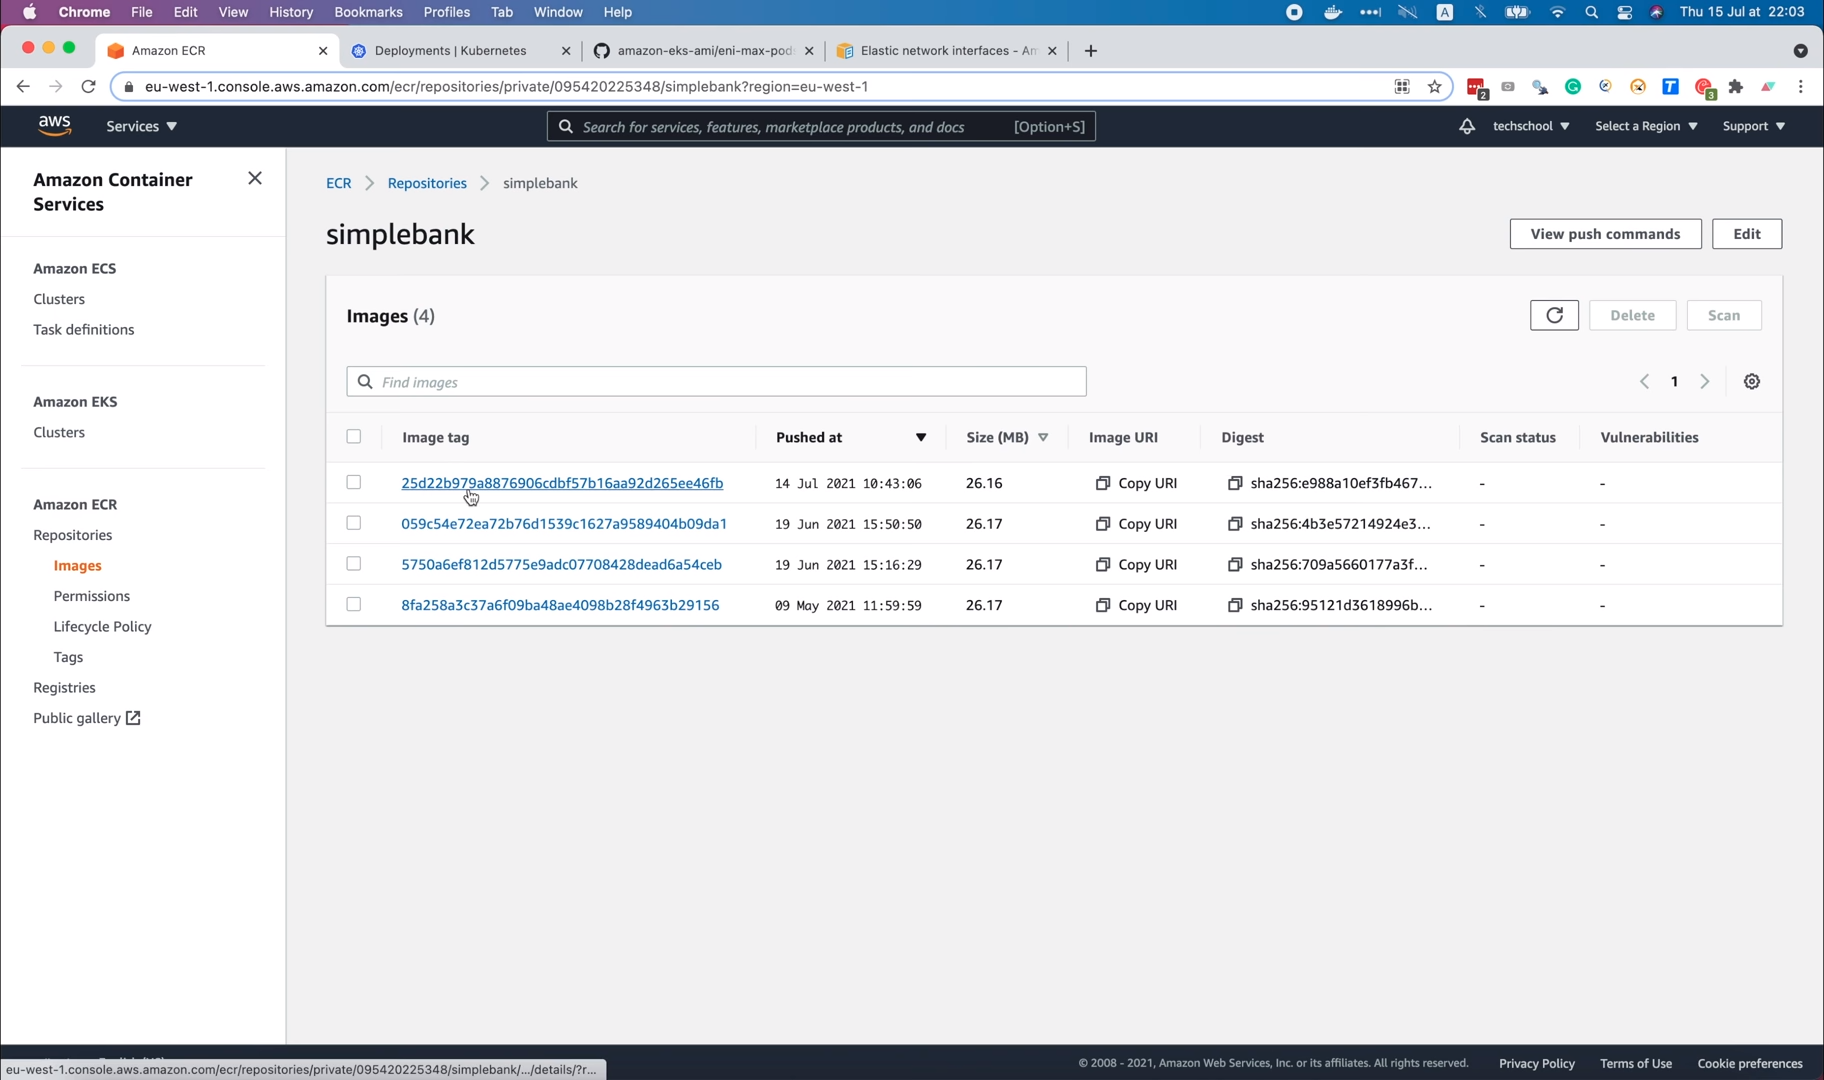 Chrome File Edit View History Bookmarks Profiles Tab Window Help A Thu 15 Jul at 22:03
Amazon ECR Deployments | Kubernetes amazon-eks-ami/eni-max-pod Elastic network interfaces - Am
eu-west-1.console.aws.amazon.com/ecr/repositories/private/095420225348/simplebank?region=eu-west-1 2 T 3
aws Services Search for services, features, marketplace products, and docs [Option+S] techschool Select a Region Support
Amazon Container
Services
Amazon ECS
Clusters
Task definitions
Amazon EKS
Clusters
Amazon ECR
Repositories
Images
Permissions
Lifecycle Policy
Tags
Registries
Public gallery
ECR Repositories simplebank
simplebank View push commands Edit
Images (4) Delete Scan
Find images 1
Image tag Pushed at Size (MB) Image URI Digest Scan status Vulnerabilities
25d22b979a8876906cdbf57b16aa92d265ee46fb 14 Jul 2021 10:43:06 26.16 Copy URI sha256:e988a10ef3fb467... - -
059c54e72ea72b76d1539c1627a9589404b09da1 19 Jun 2021 15:50:50 26.17 Copy URI sha256:4b3e57214924e3... - -
5750a6ef812d5775e9adc07708428dead6a54ceb 19 Jun 2021 15:16:29 26.17 Copy URI sha256:709a5660177a3f... - -
8fa258a3c37a6f09ba48ae4098b28f4963b29156 09 May 2021 11:59:59 26.17 Copy URI sha256:95121d3618996b... - -
© 2008 - 2021, Amazon Web Services, Inc. or its affiliates. All rights reserved. Privacy Policy Terms of Use Cookie preferences
eu-west-1.console.aws.amazon.com/ecr/repositories/private/095420225348/simplebank/.../details/?r...